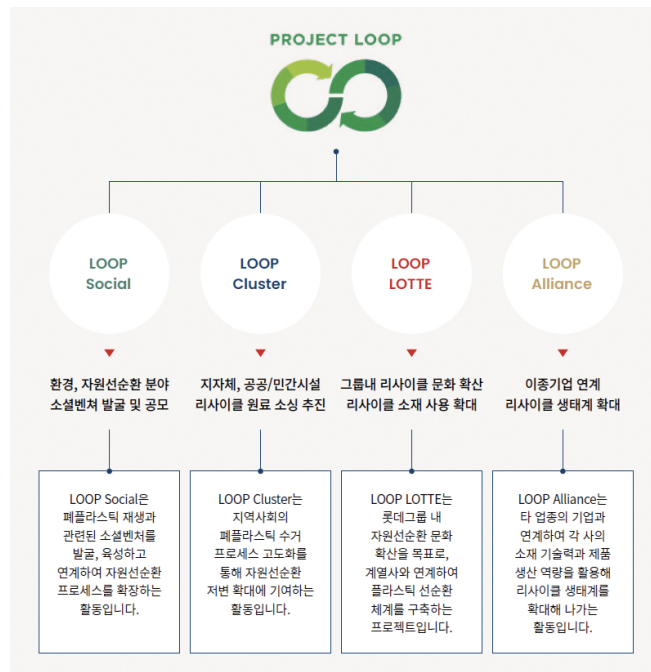 PROJECT LOOP
LOOP
Social
LOOP
Cluster
LOOP
LOTTE
LOOP
Alliance
환경, 자원선순환 분야
소셜벤쳐 발굴 및 공모
지자체, 공공/민간시설
리사이클 원료 소싱 추진
그룹내 리사이클 문화 확산
리사이클 소재 사용 확대
이종기업 연계
리사이클 생태계 확대
LOOP Social은
폐플라스틱 재생과
관련된 소셜벤처를
발굴, 육성하고
연계하여 자원선순환
프로세스를 확장하는
활동입니다.
LOOP Cluster는
지역사회의
폐플라스틱 수거
프로세스 고도화를
통해 자원선순환
저변 확대에 기여하는
활동입니다.
LOOP LOTTE는
롯데그룹 내
자원선순환 문화
확산을 목표로,
계열사와 연계하여
플라스틱 선순환
체계를 구축하는
프로젝트입니다.
LOOP Alliance는
타 업종의 기업과
연계하여 각 사의
소재 기술력과 제품
생산 역량을 활용해
리사이클 생태계를
확대해 나가는
활동입니다.